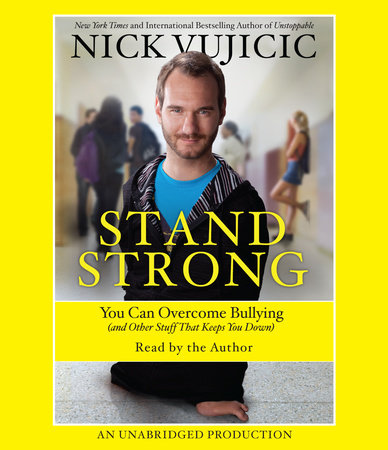 New York Times and International Bestselling Author of Unstoppable
NICK VUJICIC
STAND
STRONG
You Can Overcome Bullying
(and Other Stuff That Keeps You Down)
Read by the Author
AN UNABRIDGED PRODUCTION